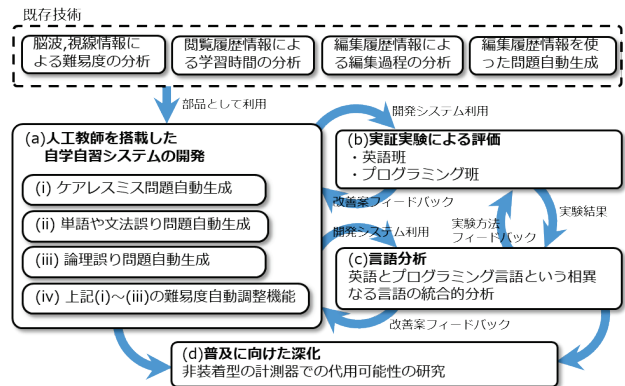 既存技術
脳波,視線情報に
よる難易度の分析
閲覧履歴情報によ
る学習時間の分析
編集履歴情報によ
る編集過程の分析
編集履歴情報を使
った問題自動生成
部品として利用
開発システム利用
(a)人工教師を搭載した
自学自習システムの開発
(i) ケアレスミス問題自動生成
(ii) 単語や文法誤り問題自動生成
(iii) 論理誤り問題自動生成
(iv) 上記(i)～(iii)の難易度自動調整機能
(b)実証実験による評価
・英語班
・プログラミング班
改善案フィードバック
開発システム利用
実験方法
フィードバック
実験結果
(c)言語分析
英語とプログラミング言語という相異
なる言語の統合的分析
改善案フィードバック
(d)普及に向けた深化
非装着型の計測器での代用可能性の研究